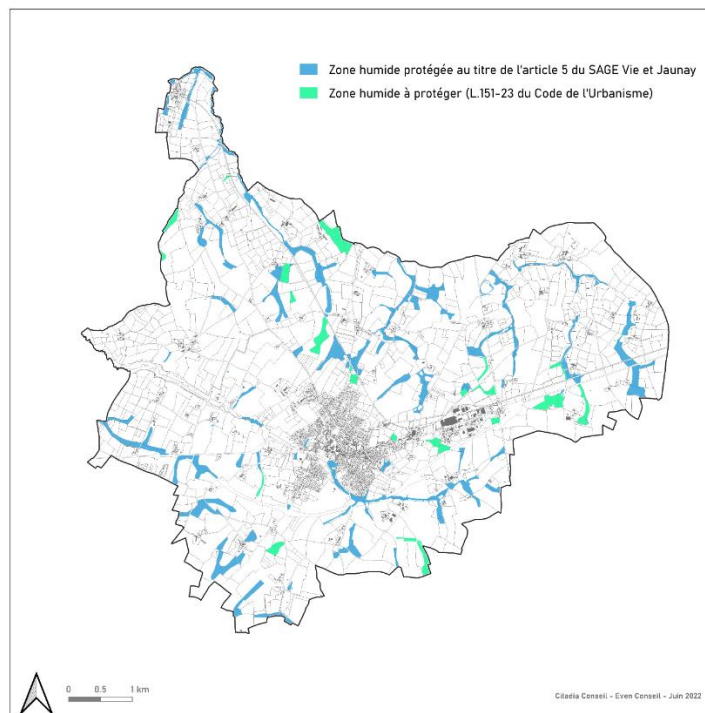 Zone humide protégée au titre de l'article 5 du SAGE Vie et Jaunay
Zone humide à protéger (L.151-23 du Code de l'Urbanisme)
0 0.5 1 km
Citadia Conseil - Even Conseil - Juin 2022